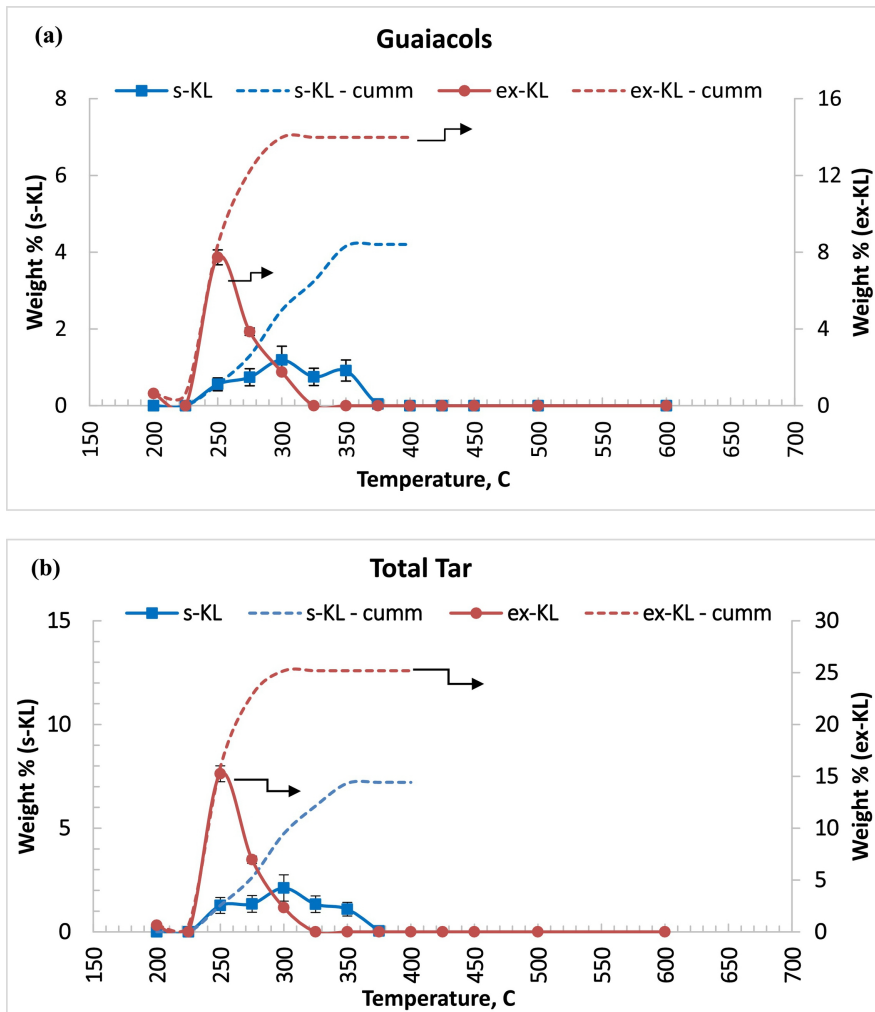 (a)
Guaiacols
s-KL s-KL - cumm ex-KL ex-KL - cumm
8 16
6 12
4 8
2 4
0 0
Weight % (s-KL)
Weight % (ex-KL)
150 200 250 300 350 400 450 500 550 600 650 700
Temperature, C
(b)
Total Tar
s-KL s-KL - cumm ex-KL ex-KL - cumm
15 30
25
10 20
15
5 10
5
0 0
Weight % (s-KL)
Weight % (ex-KL)
150 200 250 300 350 400 450 500 550 600 650 700
Temperature, C